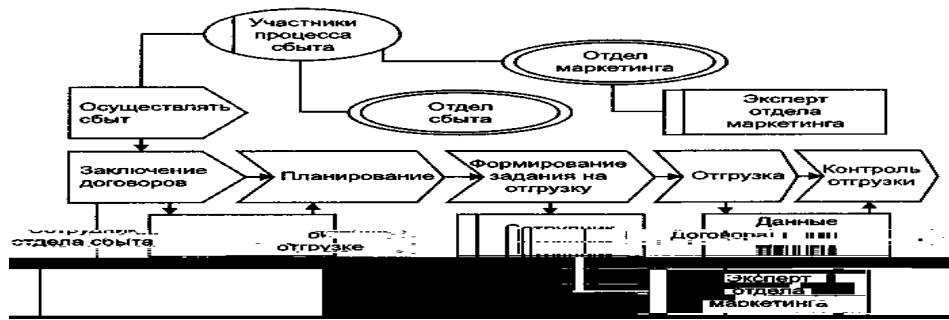 Участники
процесса
сбыта
Отдел
маркетинга
Осуществлять
сбыт
Отдел
сбыта
Эксперт
отдела
маркетинга
Заключение
договоров
Планирование
Формирование
задания на
отгрузку
Отгрузка
Контроль
отгрузки
отдела сбыта
отгрузке
Данные
Эксперт
отдела
маркетинга